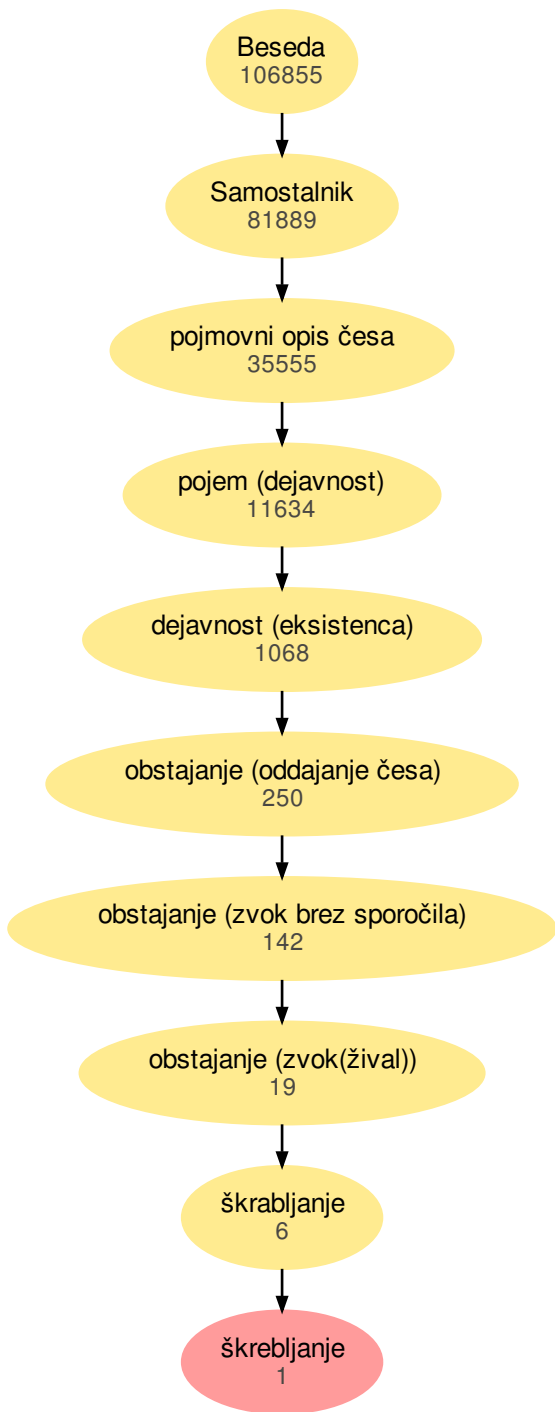 Beseda
106855
Samostalnik
81889
pojmovni opis česa
35555
pojem (dejavnost)
11634
dejavnost (eksistenca)
1068
obstajanje (oddajanje česa)
250
obstajanje (zvok brez sporočila)
142
obstajanje (zvok(žival))
19
škrabljanje
6
škrebljanje
1